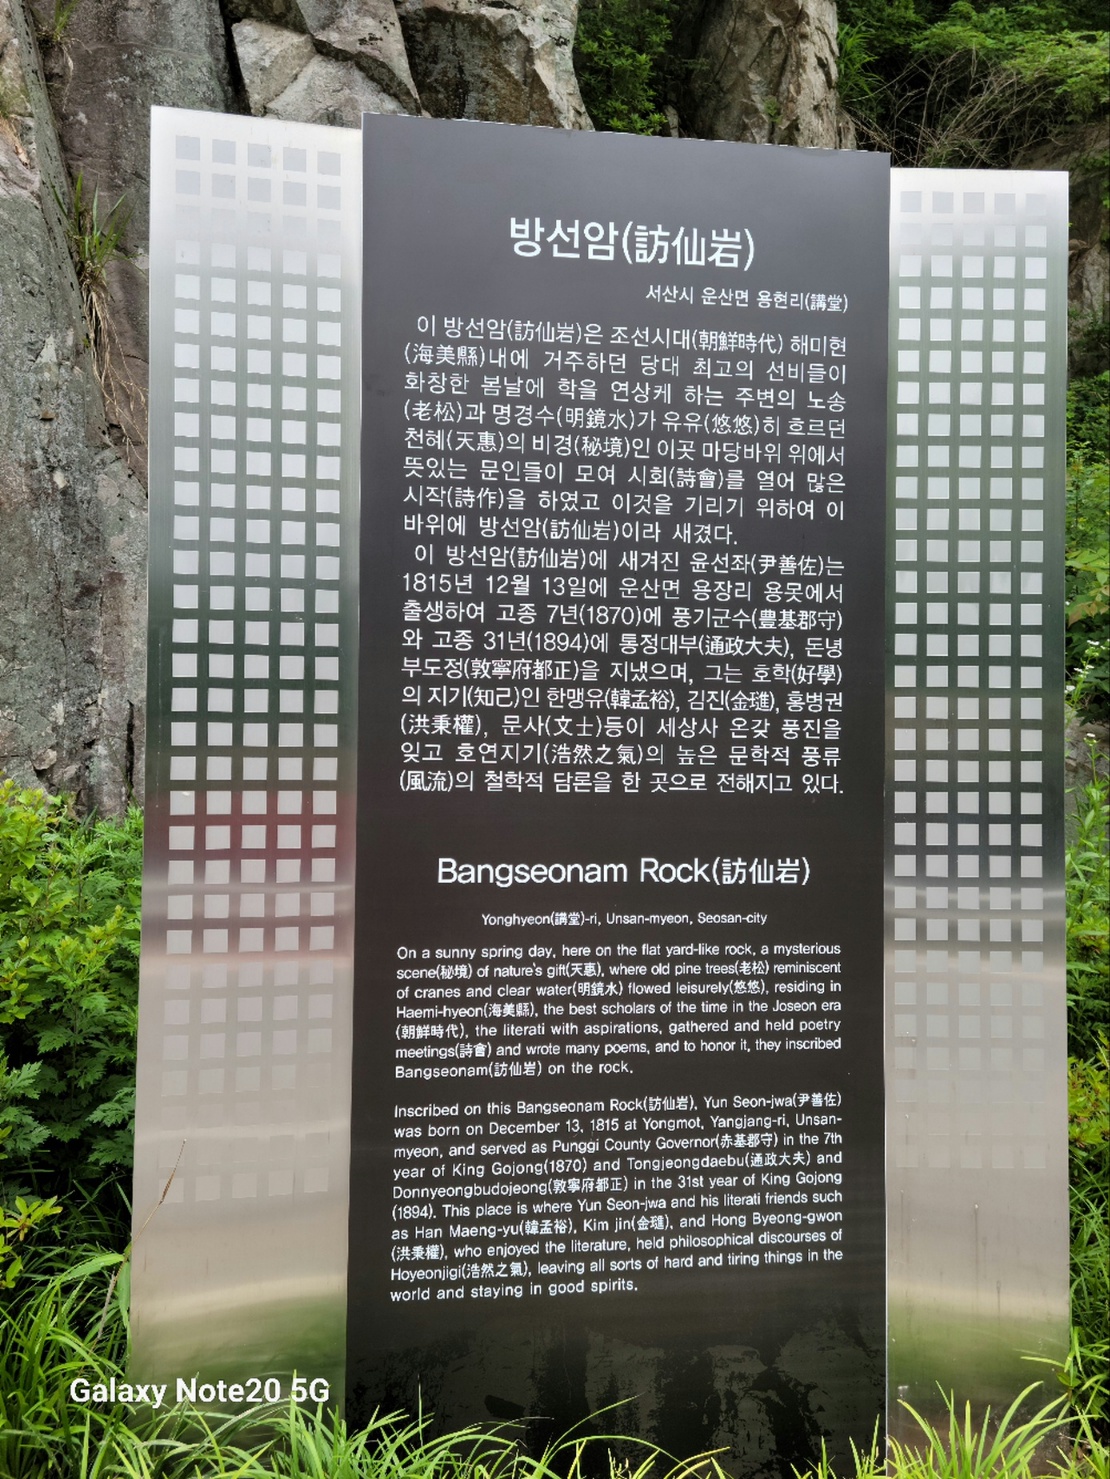 방선암(訪仙岩)
서산시 운산면 용현리(講堂)
이 방선암(訪仙岩)은 조선시대(朝鮮時代) 해미현
(海美縣)내에 거주하던 당대 최고의 선비들이
화창한 봄날에 학을 연상케 하는 주변의 노송
(老松)과 명경수(明鏡水)가 유유(悠悠)히 흐르던
천혜(天惠)의 비경(秘境)인 이곳 마당바위 위에서
뜻있는 문인들이 모여 시회(詩會)를 열어 많은
시작(詩作)을 하였고 이것을 기리기 위하여 이
바위에 방선암(訪仙岩)이라 새겼다.
이 방선암(訪仙岩)에 새겨진 윤선좌(尹善佐)는
1815년 12월 13일에 운산면 용장리 용못에서
출생하여 고종 7년(1870)에 풍기군수(豊基郡守)
와 고종 31년(1894)에 통정대부(通政大夫), 돈녕
부도정(敦寧府都正)을 지냈으며, 그는 호학(好學)
의 지기(知己)인 한맹유(韓孟裕), 김진(金璡), 홍병권
(洪秉權), 문사(文士)등이 세상사 온갖 풍진을
잊고 호연지기(浩然之氣)의 높은 문학적 풍류
(風流)의 철학적 담론을 한 곳으로 전해지고 있다.
Bangseonam Rock(訪仙岩)
Yonghyeon(講堂)-ri, Unsan-myeon, Seosan-city
On a sunny spring day, here on the flat yard-like rock, a mysterious
scene(秘境) of nature's gift(天惠), where old pine trees(老松) reminiscent
of cranes and clear water(明鏡水) flowed leisurely(悠悠), residing in
Haemi-hyeon(海美縣), the best scholars of the time in the Joseon era
(朝鮮時代), the literati with aspirations, gathered and held poetry
meetings(詩會) and wrote many poems, and to honor it, they inscribed
Bangseonam(訪仙岩) on the rock.
Inscribed on this Bangseonam Rock(訪仙岩), Yun Seon-jwa(尹善佐)
was born on December 13, 1815 at Yongmot, Yangjang-ri, Unsan-
myeon, and served as Punggi County Governor(赤基郡守) in the 7th
year of King Gojong(1870) and Tongjeongdaebu(通政大夫) and
Donnyeongbudojeong(敦寧府都正) in the 31st year of King Gojong
(1894). This place is where Yun Seon-jwa and his literati friends such
as Han Maeng-yu(韓孟裕), Kim jin(金璡), and Hong Byeong-gwon
(洪秉權), who enjoyed the literature, held philosophical discourses of
Hoyeonjigi(浩然之氣), leaving all sorts of hard and tiring things in the
world and staying in good spirits.
Galaxy Note20 5G